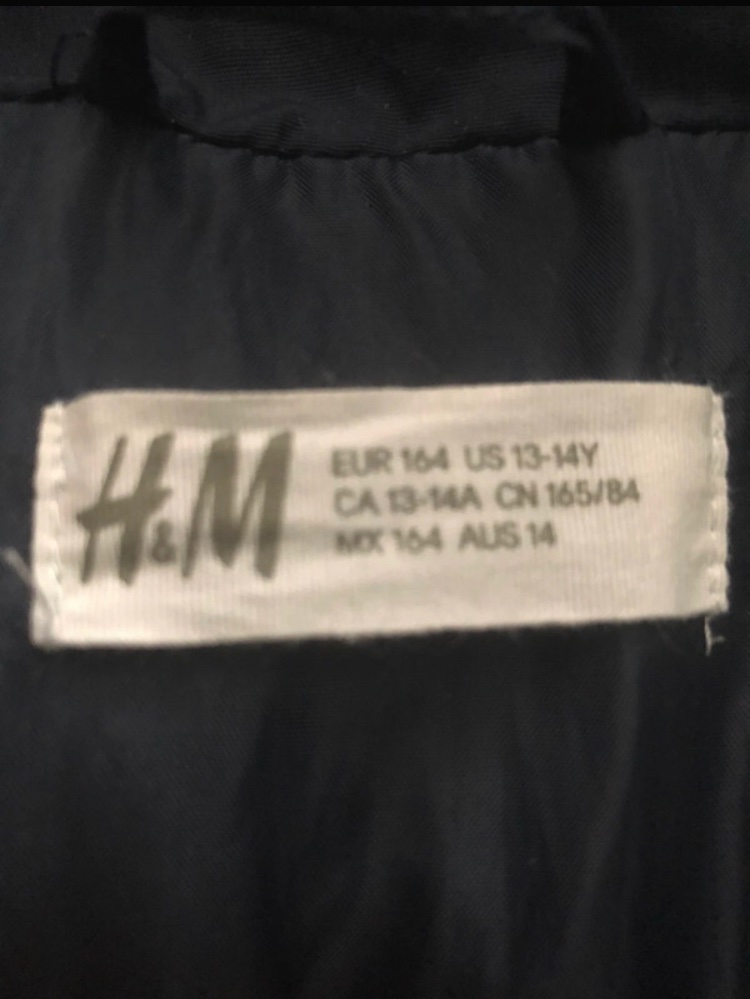 H&M
EUR 164 US 13-14Y
CA 13-14A CN 165/84
MX 164 AUS 14